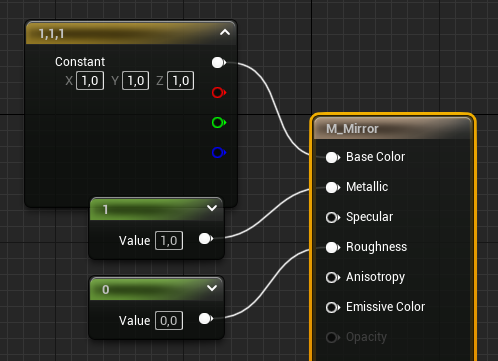 1,1,1
Constant
X 1,0 Y 1,0 Z 1,0
1
Value 1,0
0
Value 0,0
M_Mirror
Base Color
Metallic
Specular
Roughness
Anisotropy
Emissive Color
Opacity